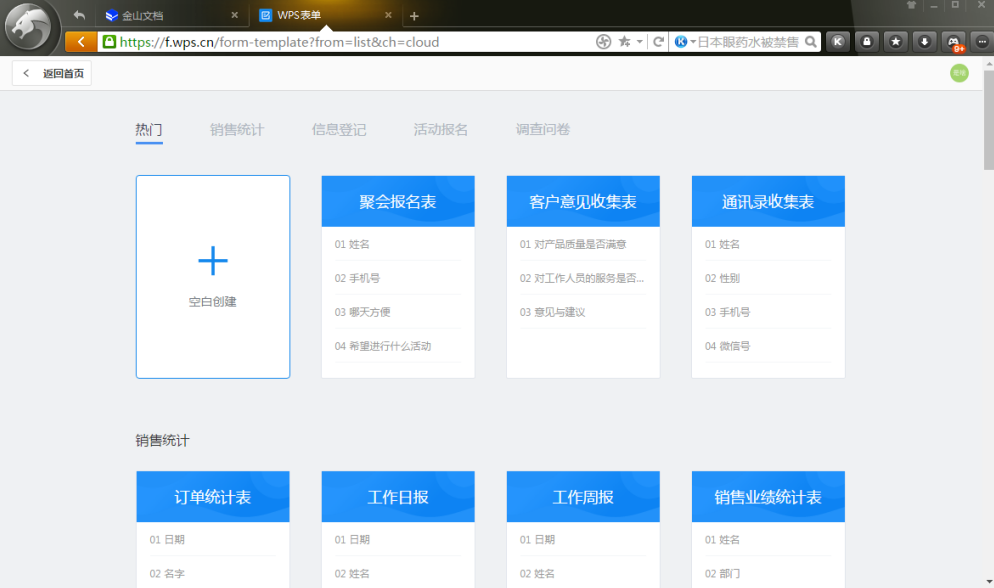 金山文档
WPS表单
https://f.wps.cn/form-template?from=list&ch=cloud
日本眼药水被禁售
9+
返回首页
热门 销售统计 信息登记 活动报名 调查问卷
空白创建
聚会报名表
01 姓名
02 手机号
03 哪天方便
04 希望进行什么活动
客户意见收集表
01 对产品质量是否满意
02 对工作人员的服务是否...
03 意见与建议
通讯录收集表
01 姓名
02 性别
03 手机号
04 微信号
销售统计
订单统计表
01 日期
02 名字
工作日报
01 日期
02 姓名
工作周报
01 日期
02 姓名
销售业绩统计表
01 姓名
02 部门